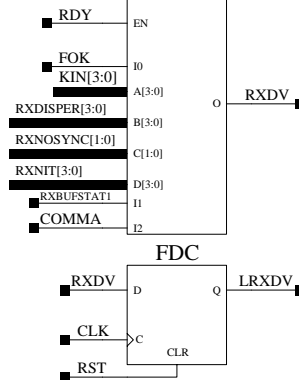 RDY
EN
FOK
I0
KIN[3:0]
A[3:0]
O
RXDV
RXDISPER[3:0]
B[3:0]
RXNOSYNC[1:0]
C[1:0]
RXNIT[3:0]
D[3:0]
RXBUFSTAT1
I1
COMMA
I2
FDC
RXDV
D
Q
LRXDV
CLK
C
CLR
RST